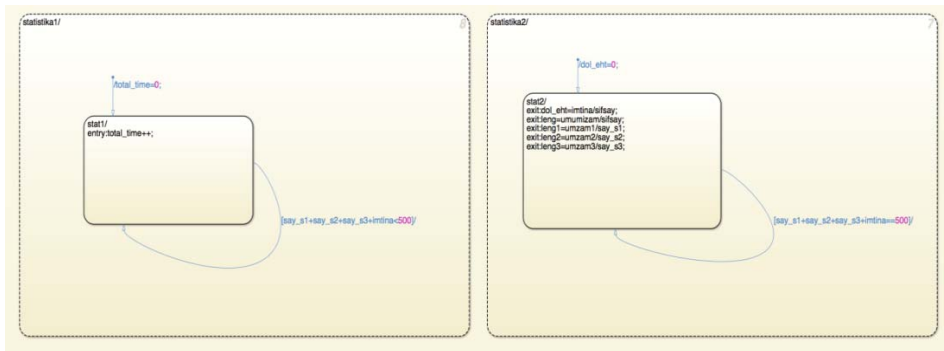 statistika1/
8
/total_time=0;
stat1/
entry:total_time++;
[say_s1+say_s2+say_s3+imtina<500]/
statistika2/
7
/dol_eht=0;
stat2/
exit:dol_eht=imtina/sifsay;
exit:leng=umumizam/sifsay;
exit:leng1=umzam1/say_s1;
exit:leng2=umzam2/say_s2;
exit:leng3=umzam3/say_s3;
[say_s1+say_s2+say_s3+imtina==500]/